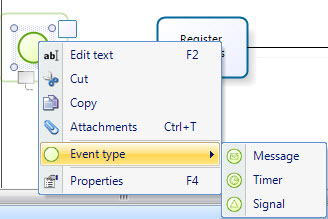 Register
Edit text F2
Cut
Copy
Attachments Ctrl+T
Event type
Message
Timer
Signal
Properties F4